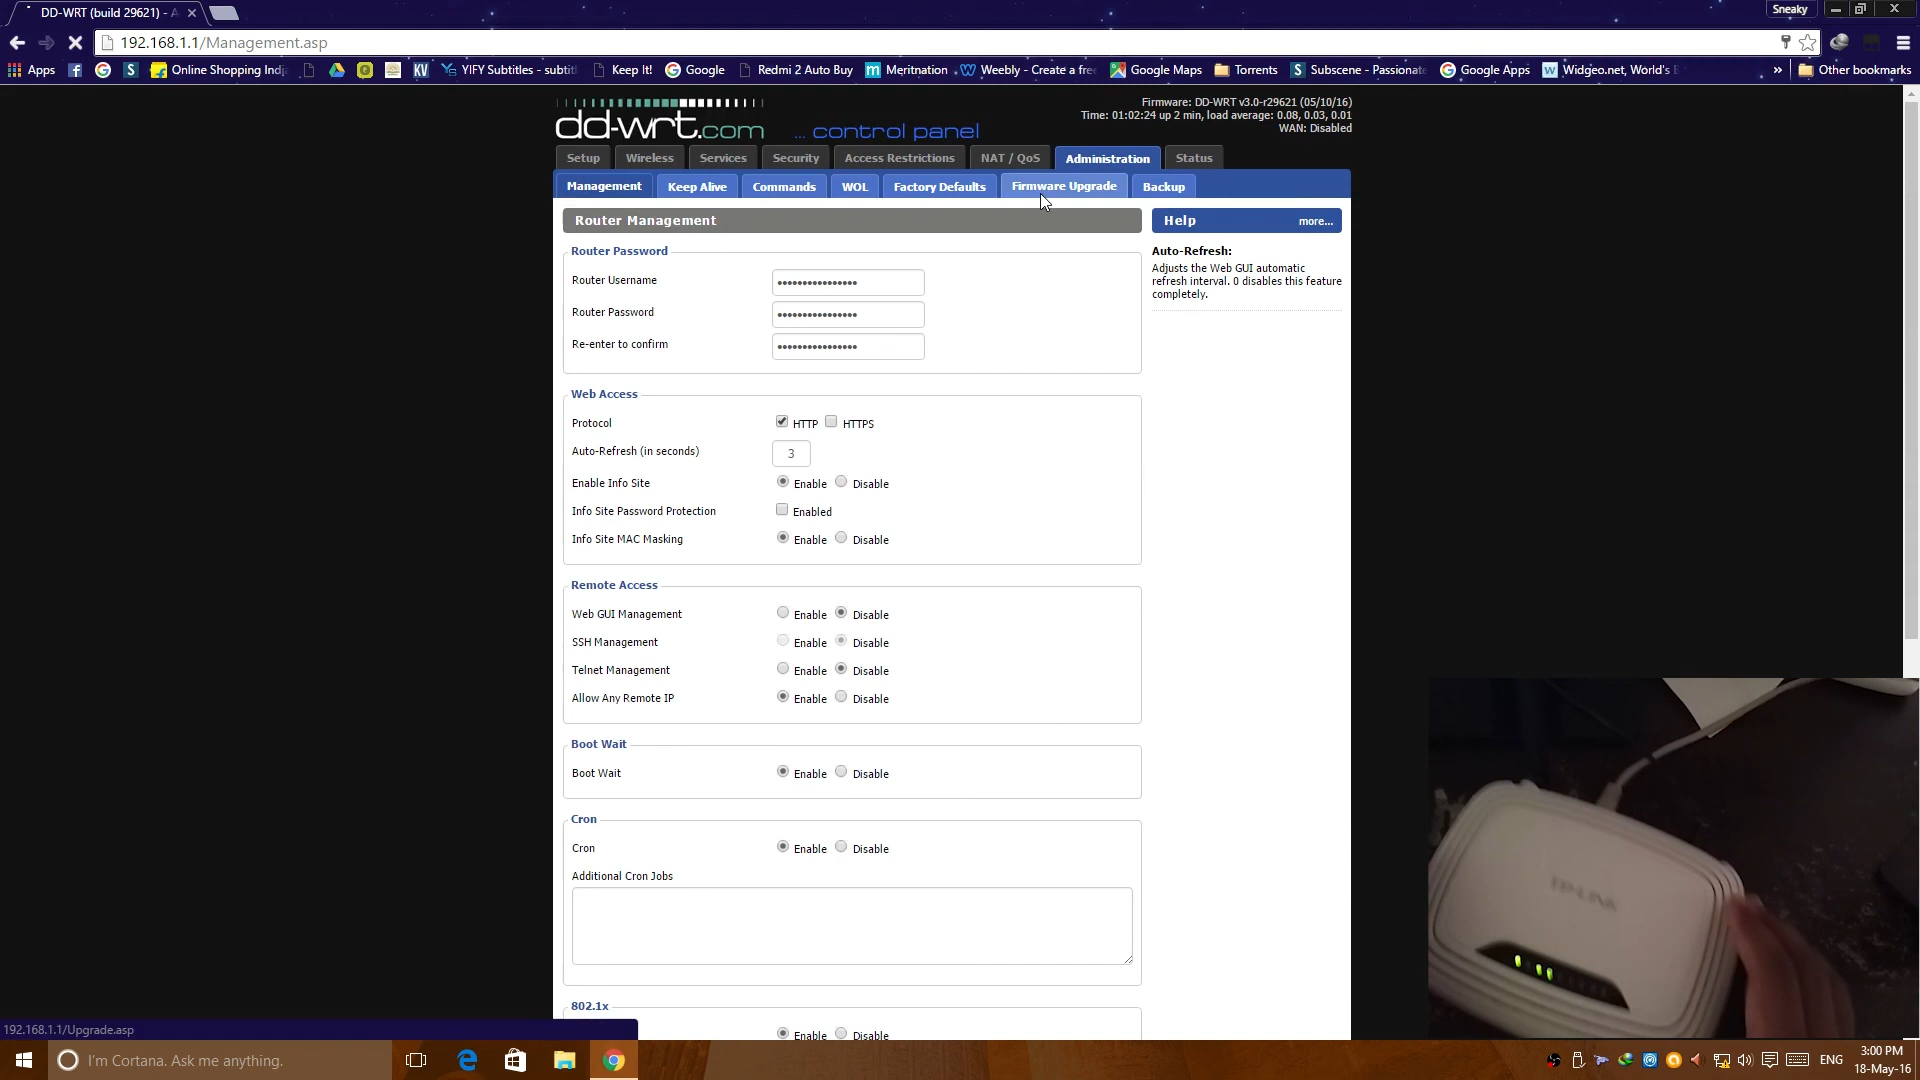 DD-WRT (build 29621) - A
Sneaky
192.168.1.1/Management.asp
Apps
Online Shopping Indi
YIFY Subtitles - subtit
Keep It!
Google
Redmi 2 Auto Buy
Meritnation
Weebly - Create a fre
Google Maps
Torrents
Subscene - Passionat
Google Apps
Widgeo.net, World's
»
Other bookmarks
dd-wrt.com ... control panel
Firmware: DD-WRT v3.0-r29621 (05/10/16)
Time: 01:02:24 up 2 min, load average: 0.08, 0.03, 0.01
WAN: Disabled
Setup Wireless Services Security Access Restrictions NAT / QoS Administration Status
Management Keep Alive Commands WOL Factory Defaults Firmware Upgrade Backup
Router Management
Help more...
Router Password
Auto-Refresh:
Adjusts the Web GUI automatic
refresh interval. 0 disables this feature
completely.
Router Username ••••••••••••••••
Router Password ••••••••••••••••
Re-enter to confirm ••••••••••••••••
Web Access
Protocol HTTP HTTPS
Auto-Refresh (in seconds) 3
Enable Info Site Enable Disable
Info Site Password Protection Enabled
Info Site MAC Masking Enable Disable
Remote Access
Web GUI Management Enable Disable
SSH Management Enable Disable
Telnet Management Enable Disable
Allow Any Remote IP Enable Disable
Boot Wait
Boot Wait Enable Disable
Cron
Cron Enable Disable
Additional Cron Jobs
802.1x
Enable Disable
192.168.1.1/Upgrade.asp
TP-LINK
I'm Cortana. Ask me anything.
ENG
3:00 PM
18-May-16